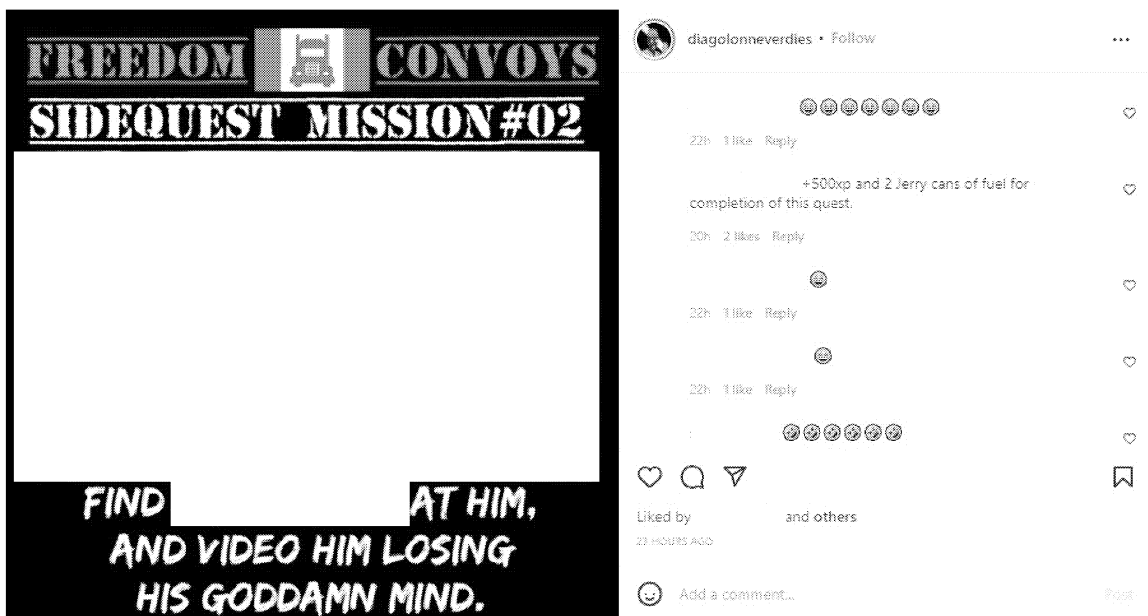 FREEDOM CONVOYS
SIDEQUEST MISSION #02
FIND AT HIM,
AND VIDEO HIM LOSING
HIS GODDAMN MIND.
diagolonneverdies • Follow
22h 1 like Reply
+500xp and 2 Jerry cans of fuel for
completion of this quest.
20h 2 likes Reply
22h 1 like Reply
22h 1 like Reply
Liked by and others
23 HOURS AGO
Add a comment...
Post